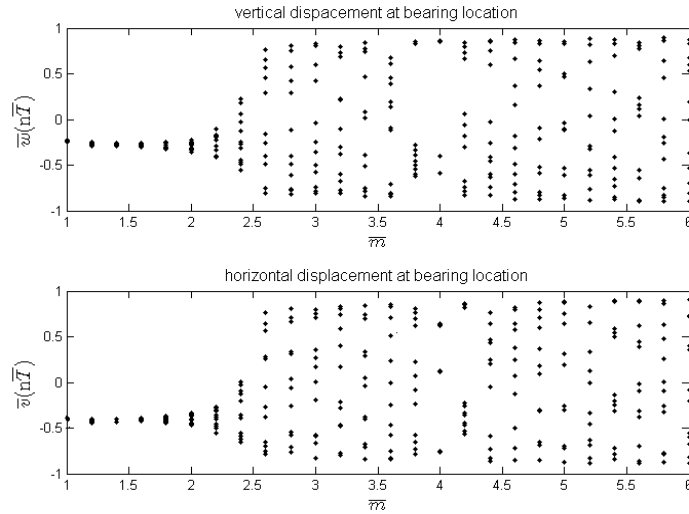 vertical dispacement at bearing location
1
0.5
0
-0.5
-1
w̅(nT̅)
1 1.5 2 2.5 3 3.5 4 4.5 5 5.5 6
m̅
horizontal displacement at bearing location
1
0.5
0
-0.5
-1
v̅(nT̅)
1 1.5 2 2.5 3 3.5 4 4.5 5 5.5 6
m̅